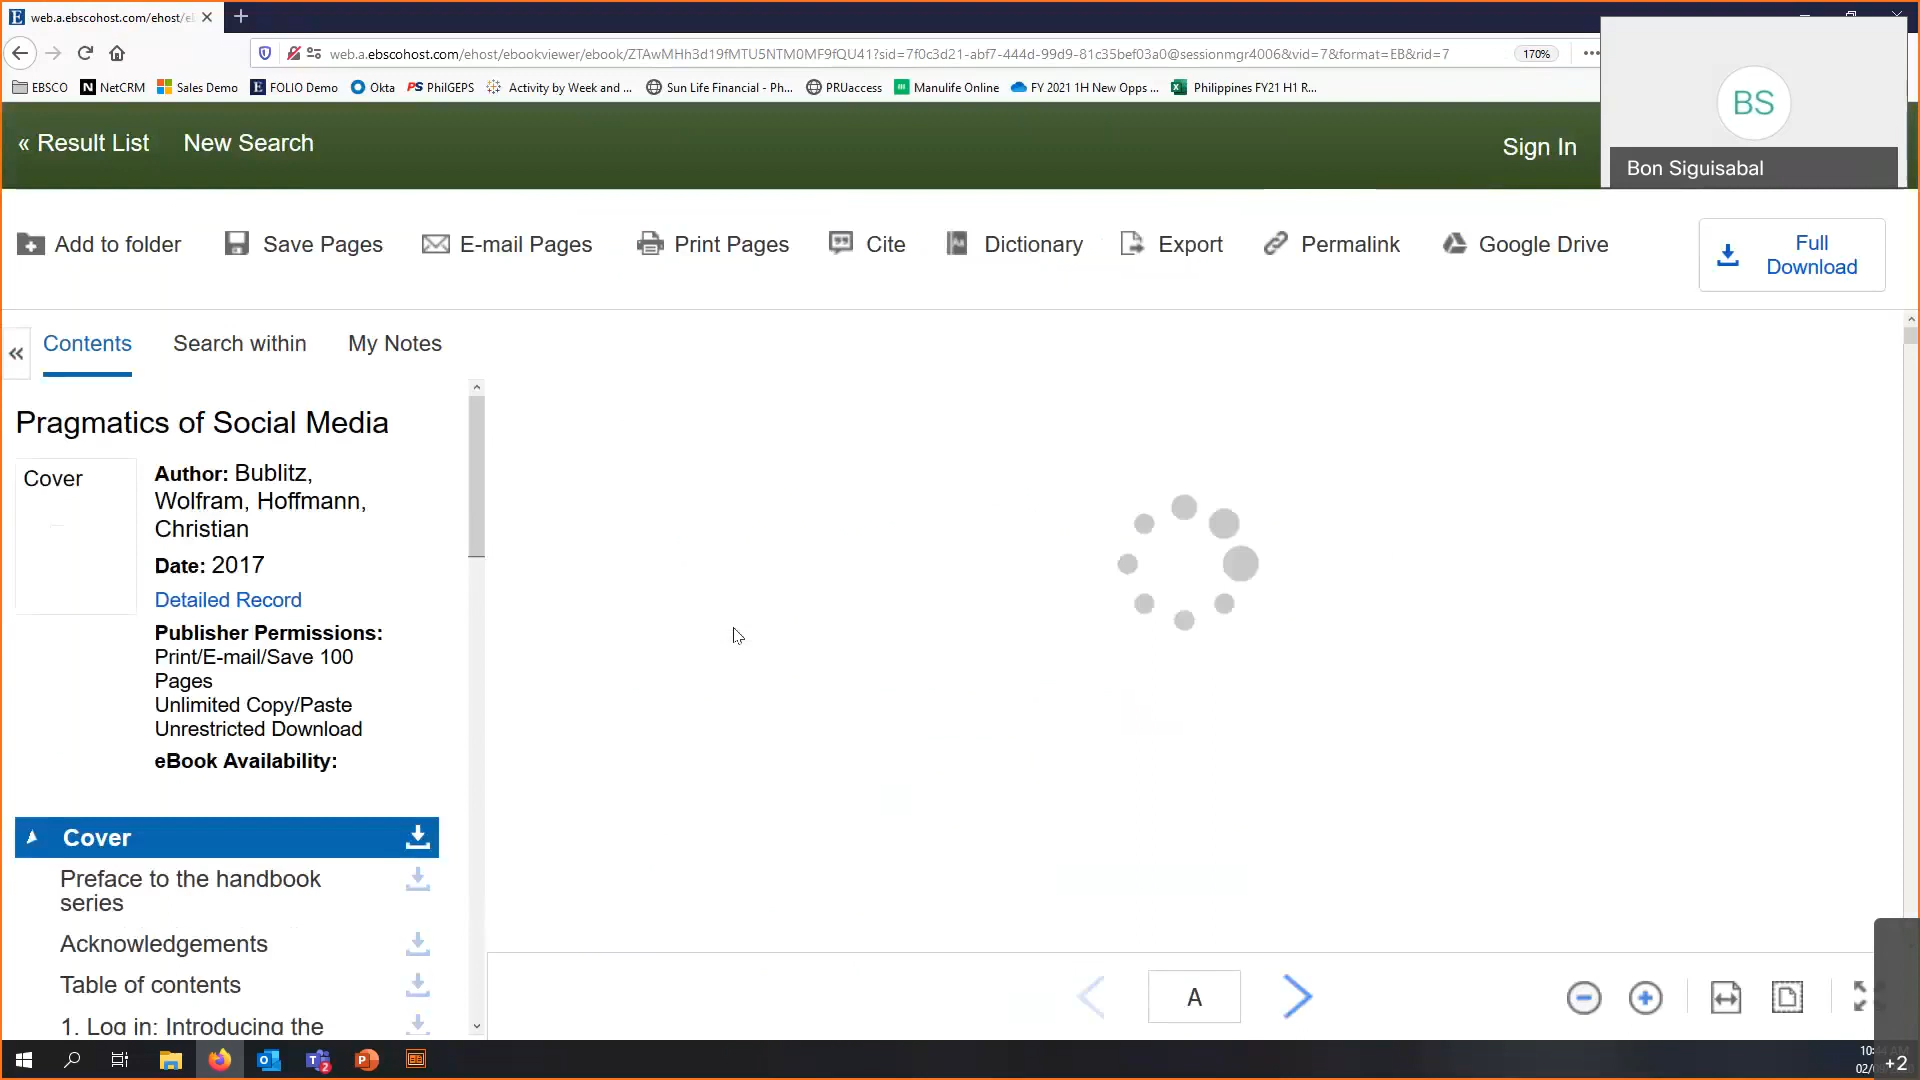 web.a.ebscohost.com/ehost/e
web.a.ebscohost.com/ehost/ebookviewer/ebook/ZTAwMHh3d19fMTU5NTM0MF9fQU41?sid=7f0c3d21-abf7-444d-99d9-81c35bef03a0@sessionmgr4006&vid=7&format=EB&rid=7
170%
EBSCO
NetCRM
Sales Demo
FOLIO Demo
Okta
PhilGEPS
Activity by Week and ...
Sun Life Financial - Ph...
PRUaccess
Manulife Online
FY 2021 1H New Opps ...
Philippines FY21 H1 R...
BS
Bon Siguisabal
« Result List
New Search
Sign In
Add to folder
Save Pages
E-mail Pages
Print Pages
Cite
Dictionary
Export
Permalink
Google Drive
Full
Download
Contents
Search within
My Notes
Pragmatics of Social Media
Cover
Author: Bublitz,
Wolfram, Hoffmann,
Christian
Date: 2017
Detailed Record
Publisher Permissions:
Print/E-mail/Save 100
Pages
Unlimited Copy/Paste
Unrestricted Download
eBook Availability:
Cover
Preface to the handbook
series
Acknowledgements
Table of contents
1. Log in: Introducing the
A
+2